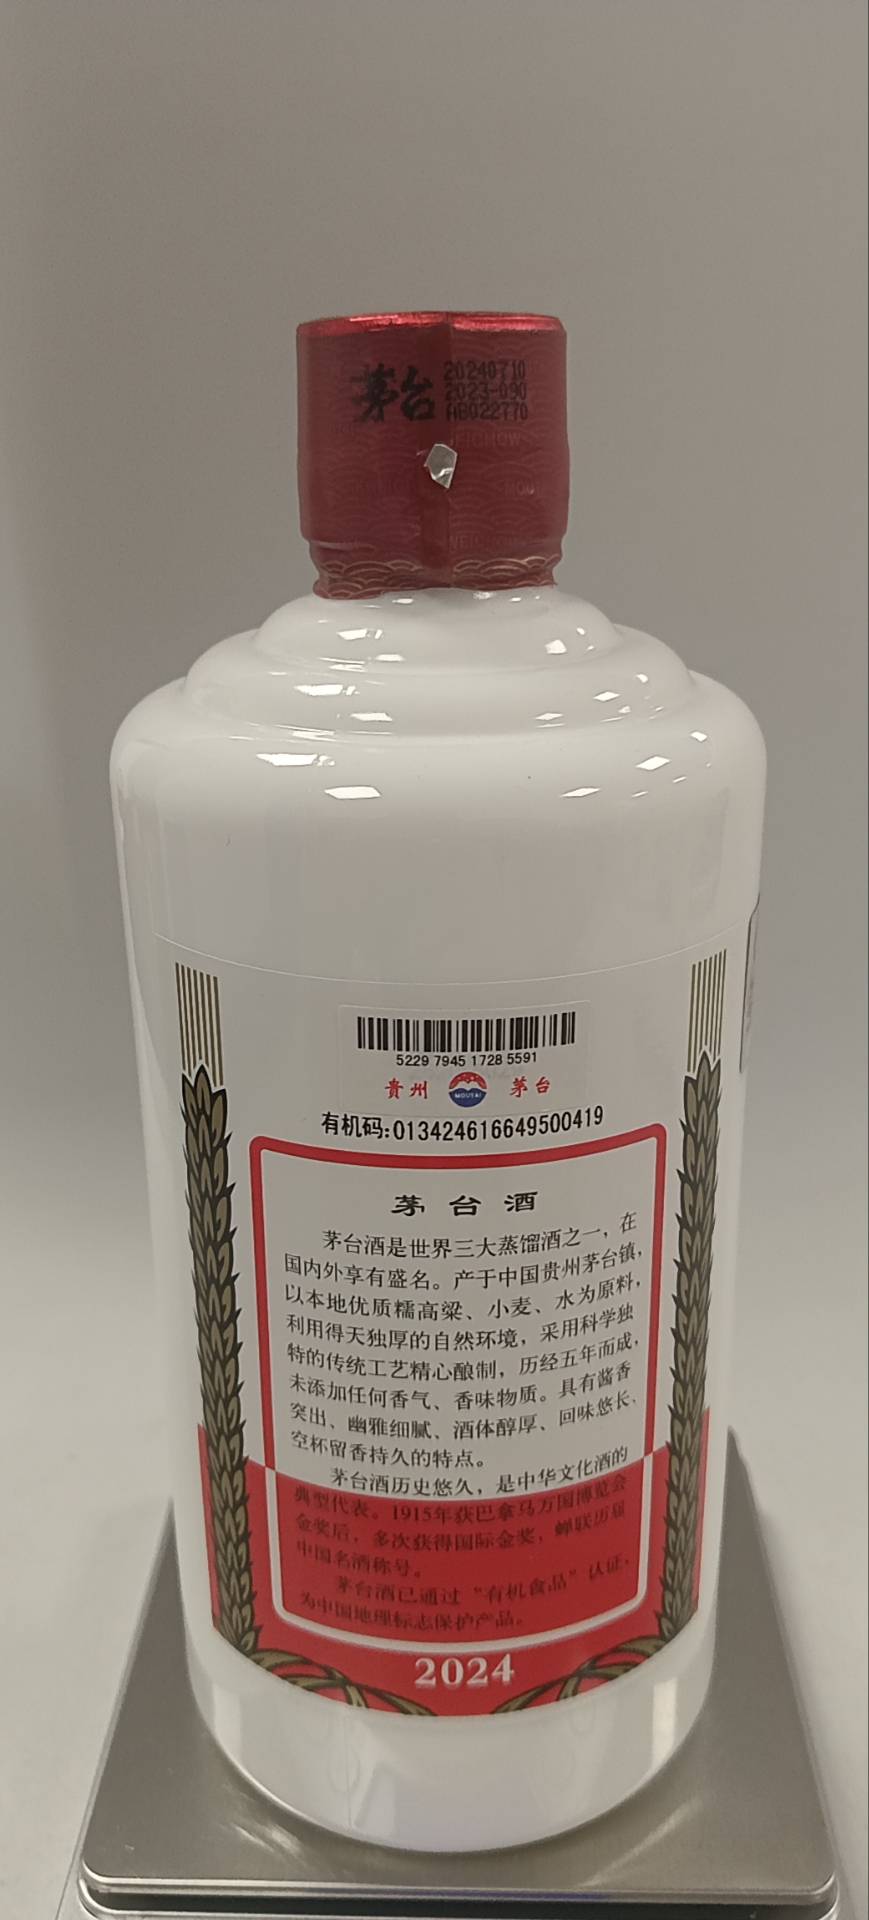 茅台
20240710
2023-090
AB022770
5229 7945 1728 5591
贵州 MOUTAI 茅台
有机码:013424616649500419
茅台酒
茅台酒是世界三大蒸馏酒之一，在
国内外享有盛名。产于中国贵州茅台镇，
以本地优质糯高粱、小麦、水为原料，
利用得天独厚的自然环境，采用科学独
特的传统工艺精心酿制，历经五年而成，
未添加任何香气、香味物质。具有酱香
突出、幽雅细腻、酒体醇厚、回味悠长、
空杯留香持久的特点。
茅台酒历史悠久，是中华文化酒的
典型代表。1915年获巴拿马万国博览会
金奖后，多次获得国际金奖，蝉联历届
中国名酒称号。
茅台酒已通过“有机食品”认证，
为中国地理标志保护产品。
2024